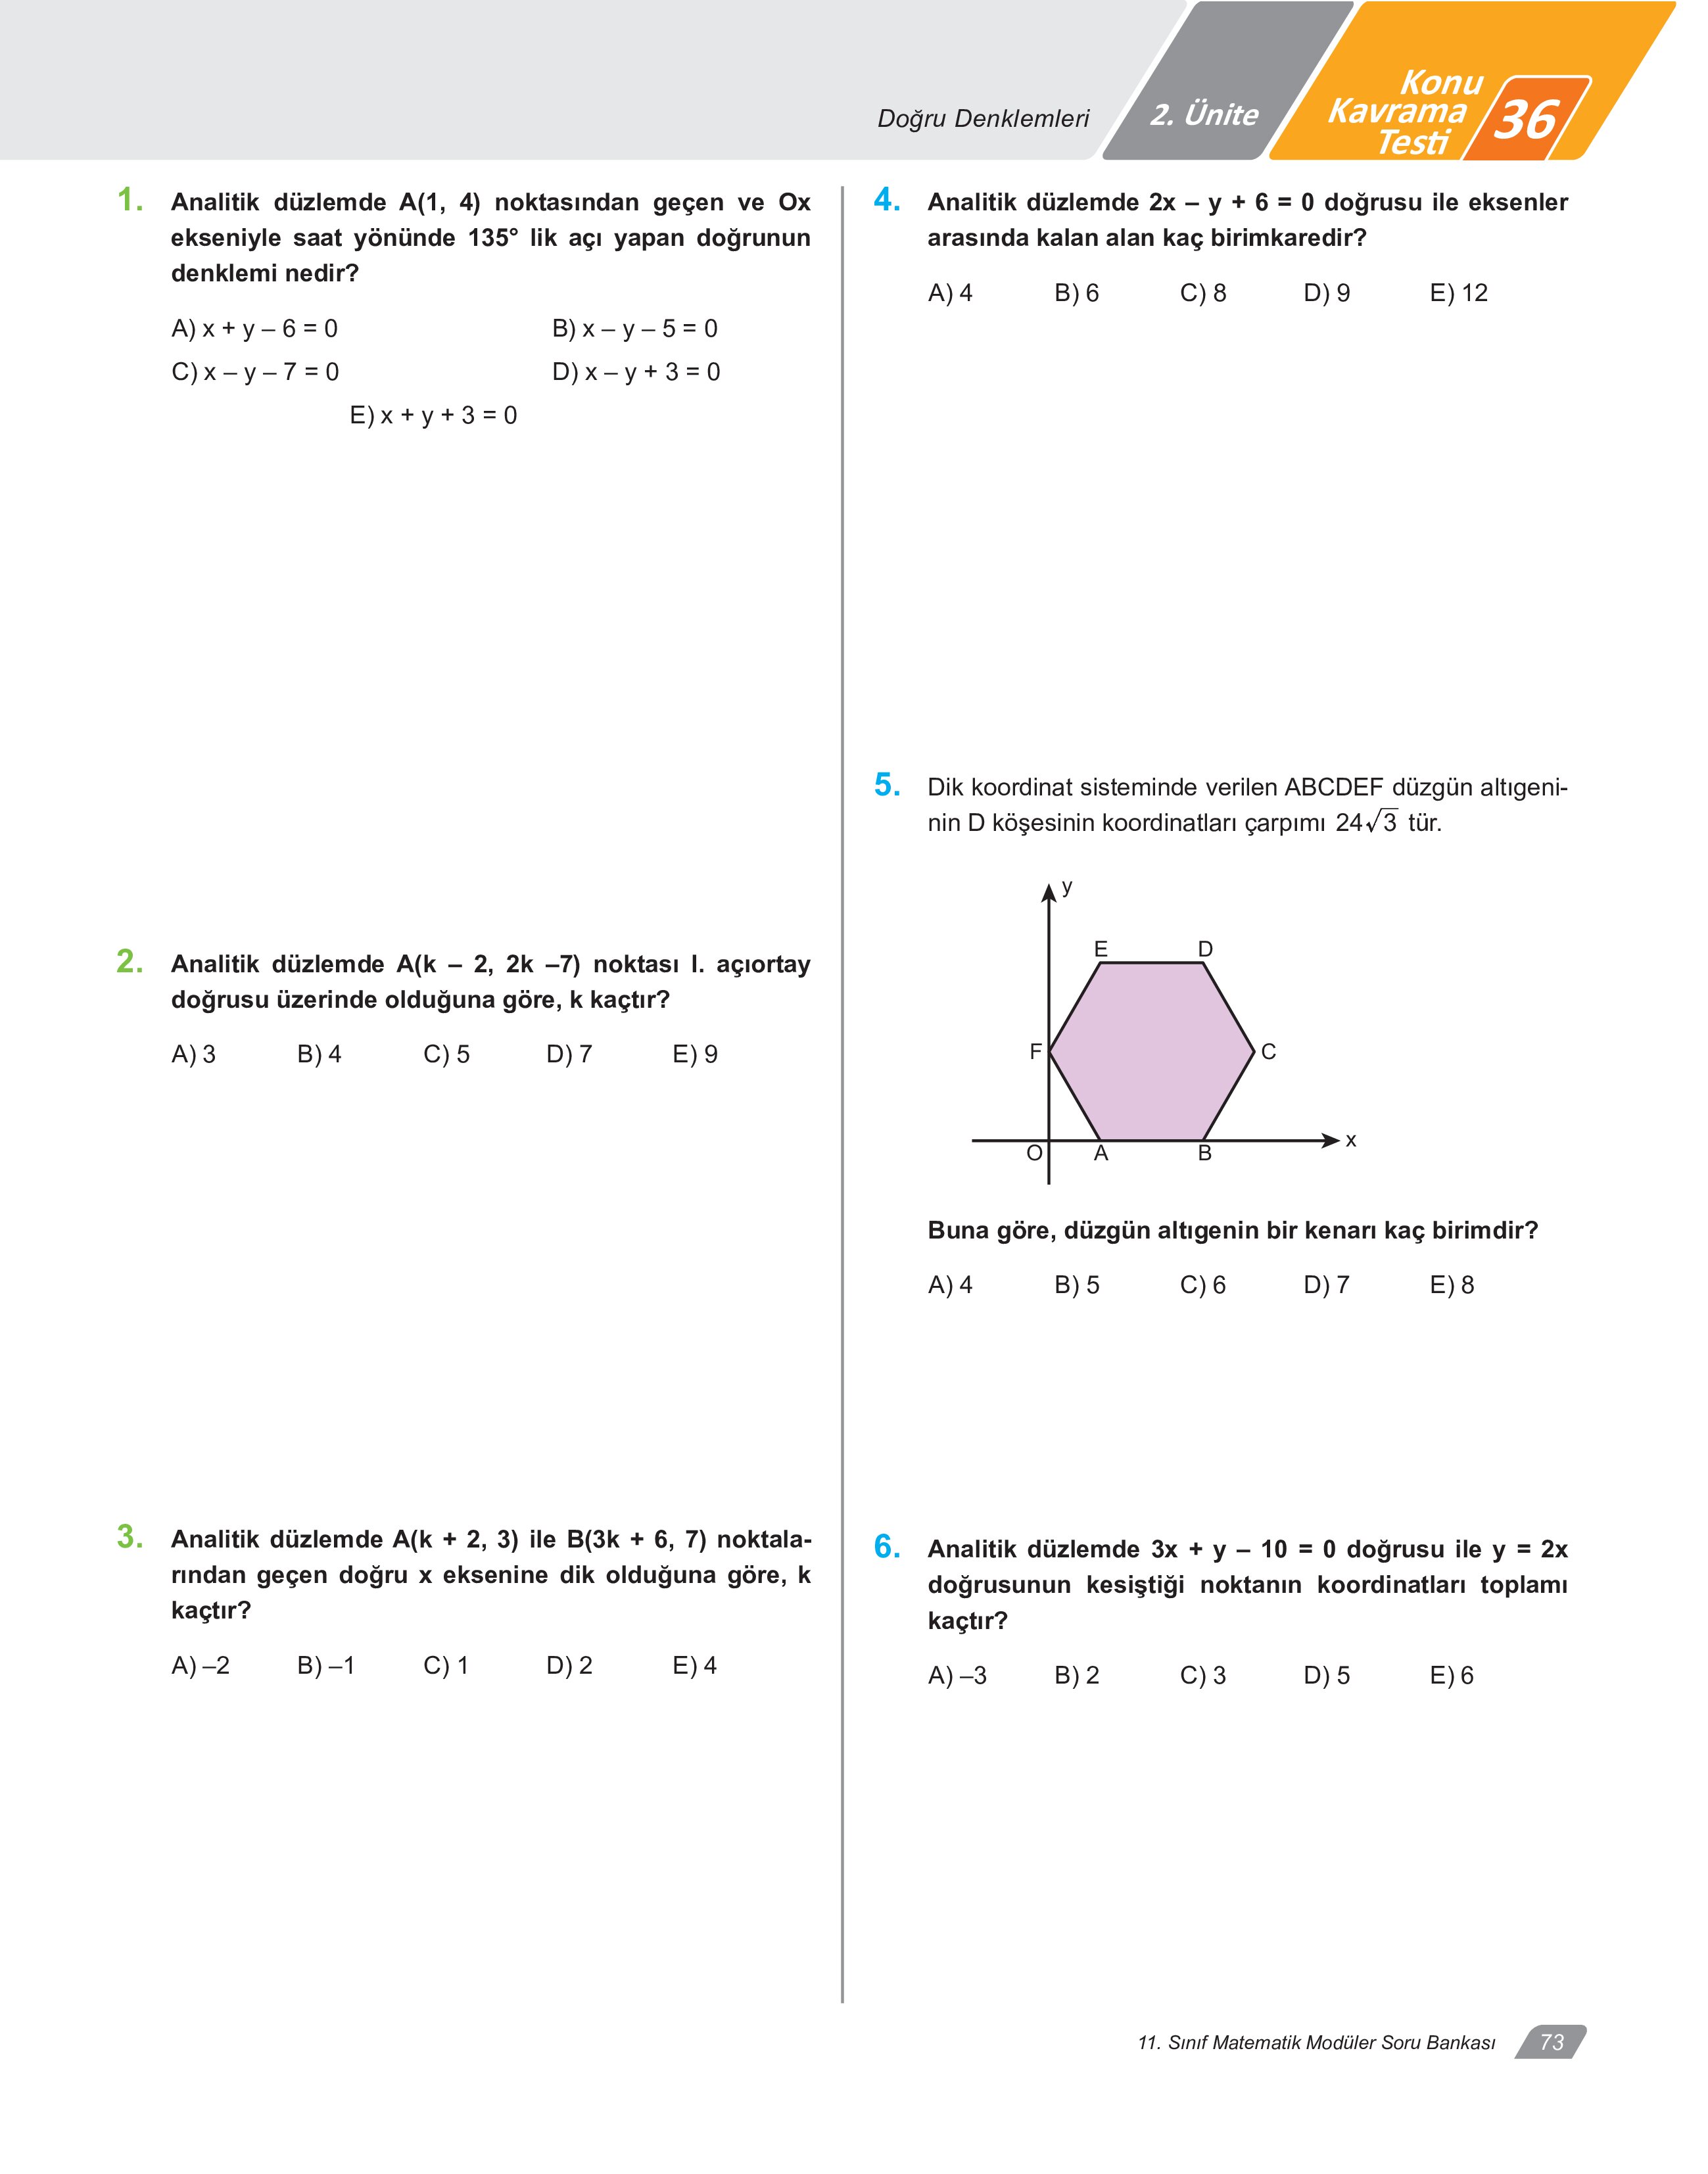 Doğru Denklemleri
2. Ünite
Konu
Kavrama
Testi
36
1. Analitik düzlemde A(1, 4) noktasından geçen ve Ox
ekseniyle saat yönünde 135° lik açı yapan doğrunun
denklemi nedir?
A) x + y – 6 = 0 B) x – y – 5 = 0
C) x – y – 7 = 0 D) x – y + 3 = 0
E) x + y + 3 = 0
2. Analitik düzlemde A(k – 2, 2k –7) noktası I. açıortay
doğrusu üzerinde olduğuna göre, k kaçtır?
A) 3 B) 4 C) 5 D) 7 E) 9
3. Analitik düzlemde A(k + 2, 3) ile B(3k + 6, 7) noktala-
rından geçen doğru x eksenine dik olduğuna göre, k
kaçtır?
A) –2 B) –1 C) 1 D) 2 E) 4
4. Analitik düzlemde 2x – y + 6 = 0 doğrusu ile eksenler
arasında kalan alan kaç birimkaredir?
A) 4 B) 6 C) 8 D) 9 E) 12
5. Dik koordinat sisteminde verilen ABCDEF düzgün altıgeni-
nin D köşesinin koordinatları çarpımı 24√3 tür.
y
E D
F C
x
O A B
Buna göre, düzgün altıgenin bir kenarı kaç birimdir?
A) 4 B) 5 C) 6 D) 7 E) 8
6. Analitik düzlemde 3x + y – 10 = 0 doğrusu ile y = 2x
doğrusunun kesiştiği noktanın koordinatları toplamı
kaçtır?
A) –3 B) 2 C) 3 D) 5 E) 6
11. Sınıf Matematik Modüler Soru Bankası 73